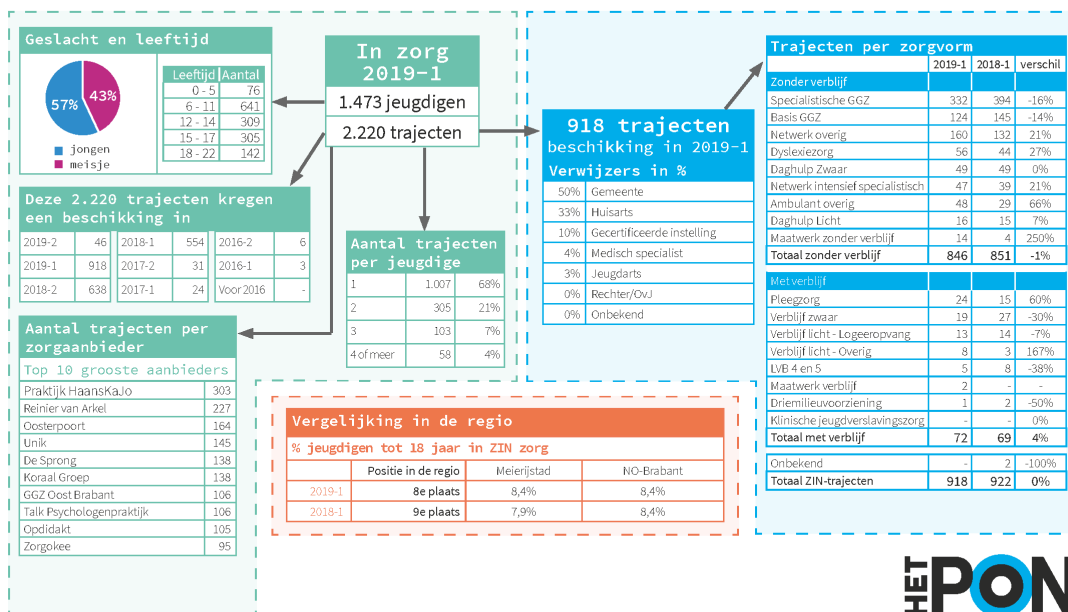 Geslacht en leeftijd
57% 43%
jongen
meisje
Leeftijd Aantal
0 - 5 76
6 - 11 641
12 - 14 309
15 - 17 305
18 - 22 142
In zorg
2019-1
1.473 jeugdigen
2.220 trajecten
Deze 2.220 trajecten kregen
een beschikking in
2019-2 46 2018-1 554 2016-2 6
2019-1 918 2017-2 31 2016-1 3
2018-2 638 2017-1 24 Voor 2016 -
Aantal trajecten
per jeugdige
1 1.007 68%
2 305 21%
3 103 7%
4 of meer 58 4%
Aantal trajecten per
zorgaanbieder
Top 10 grooste aanbieders
Praktijk HaansKaJo 303
Reinier van Arkel 227
Oosterpoort 164
Unik 145
De Sprong 138
Koraal Groep 138
GGZ Oost Brabant 106
Talk Psychologenpraktijk 106
Opdidakt 105
Zorgokee 95
918 trajecten
beschikking in 2019-1
Verwijzers in %
50% Gemeente
33% Huisarts
10% Gecertificeerde instelling
4% Medisch specialist
3% Jeugdarts
0% Rechter/OvJ
0% Onbekend
Vergelijking in de regio
% jeugdigen tot 18 jaar in ZIN zorg
Positie in de regio Meierijstad NO-Brabant
2019-1 8e plaats 8,4% 8,4%
2018-1 9e plaats 7,9% 8,4%
Trajecten per zorgvorm
2019-1 2018-1 verschil
Zonder verblijf
Specialistische GGZ 332 394 -16%
Basis GGZ 124 145 -14%
Netwerk overig 160 132 21%
Dyslexiezorg 56 44 27%
Daghulp Zwaar 49 49 0%
Netwerk intensief specialistisch 47 39 21%
Ambulant overig 48 29 66%
Daghulp Licht 16 15 7%
Maatwerk zonder verblijf 14 4 250%
Totaal zonder verblijf 846 851 -1%
Met verblijf
Pleegzorg 24 15 60%
Verblijf zwaar 19 27 -30%
Verblijf licht - Logeeropvang 13 14 -7%
Verblijf licht - Overig 8 3 167%
LVB 4 en 5 5 8 -38%
Maatwerk verblijf 2 - -
Driemilieuvoorziening 1 2 -50%
Klinische jeugdverslavingszorg - - 0%
Totaal met verblijf 72 69 4%
Onbekend - 2 -100%
Totaal ZIN-trajecten 918 922 0%
HET PON